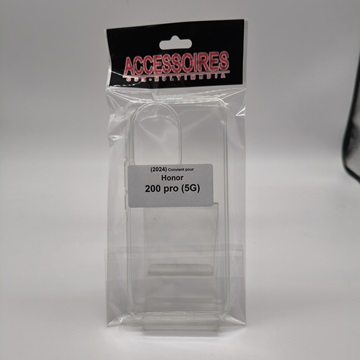 ACCESSOIRES
(2024) Convient pour
Honor
200 pro (5G)